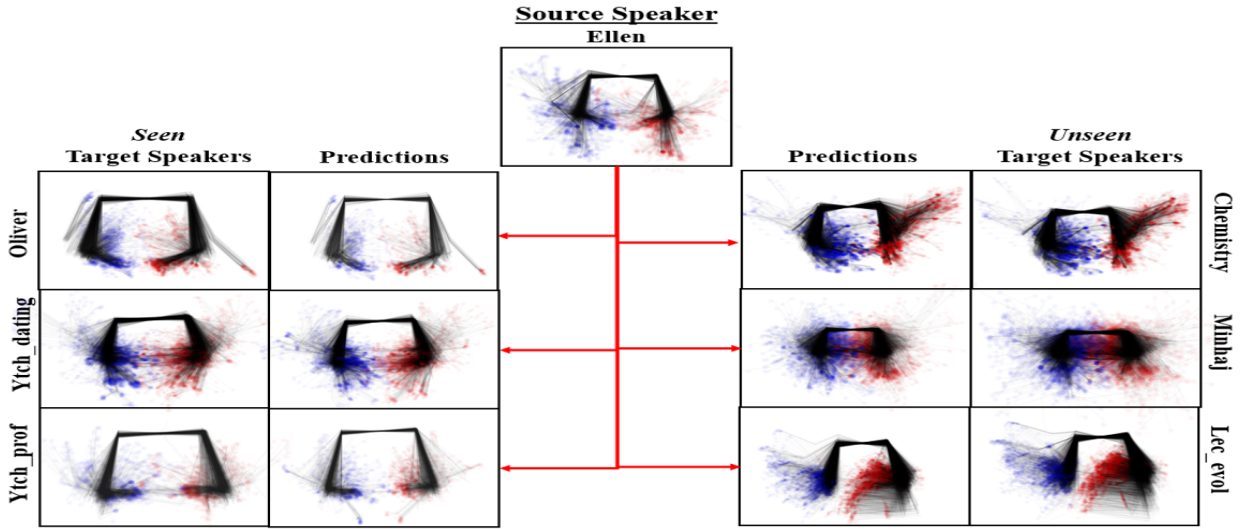 Source Speaker
Ellen
Seen
Target Speakers
Predictions
Unseen
Predictions
Target Speakers
Oliver
Ytch_dating
Ytch_prof
Chemistry
Minhaj
Lec_evol